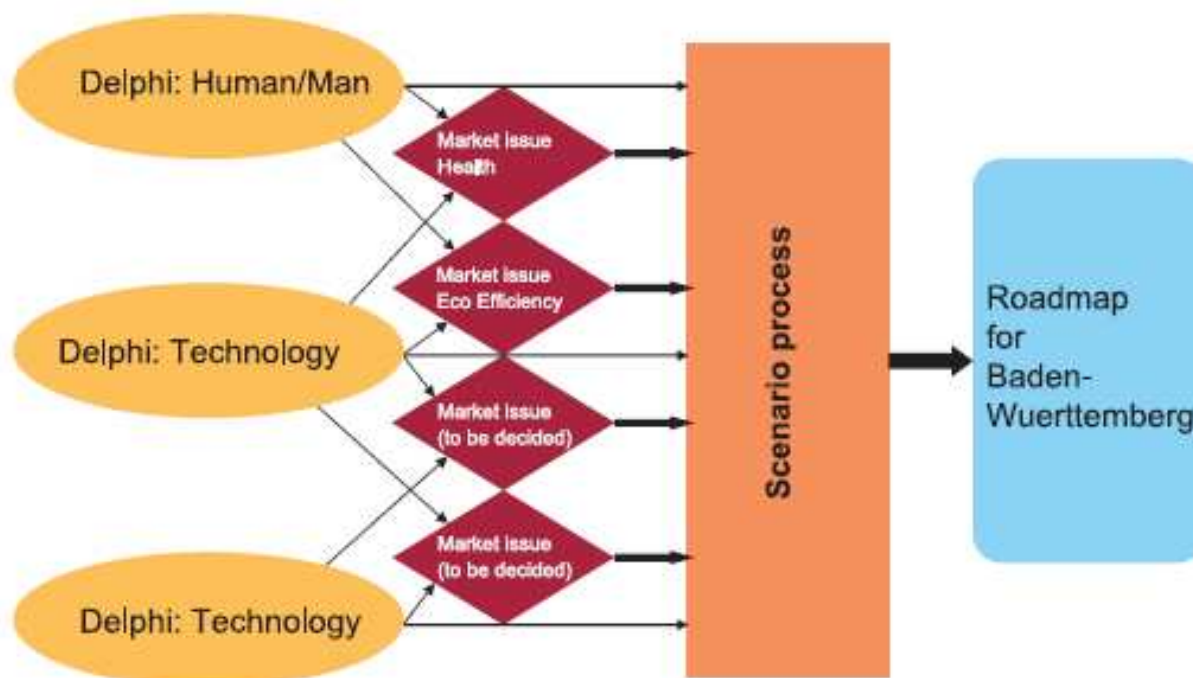 Delphi: Human/Man
Market issue
Health
Market issue
Eco Efficiency
Delphi: Technology
Market issue
(to be decided)
Market issue
(to be decided)
Delphi: Technology
Scenario process
Roadmap
for
Baden-
Wuerttemberg